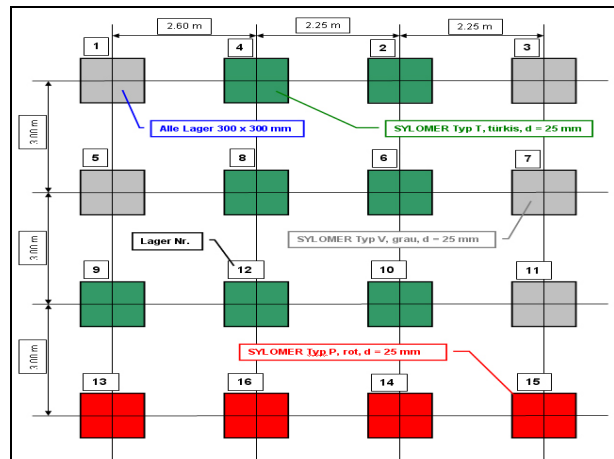 2.60 m
2.25 m
2.25 m
1
4
2
3
Alle Lager 300 x 300 mm
SYLOMER Typ T, türkis, d = 25 mm
3.00 m
5
8
6
7
SYLOMER Typ V, grau, d = 25 mm
Lager Nr.
3.00 m
9
12
10
11
SYLOMER Typ P, rot, d = 25 mm
3.00 m
13
16
14
15